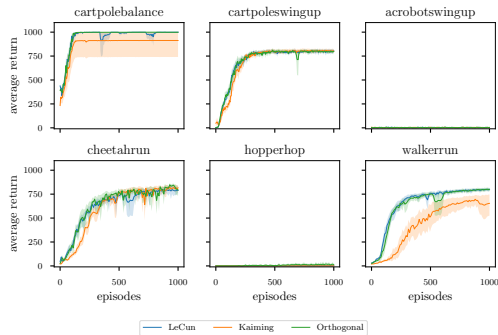 cartpolebalance cartpoleswingup acrobotswingup
average return
1000
750
500
250
0
cheetahrun hopperhop walkerrun
average return
1000
750
500
250
0
0 500 1000 0 500 1000 0 500 1000
episodes episodes episodes
LeCun Kaiming Orthogonal